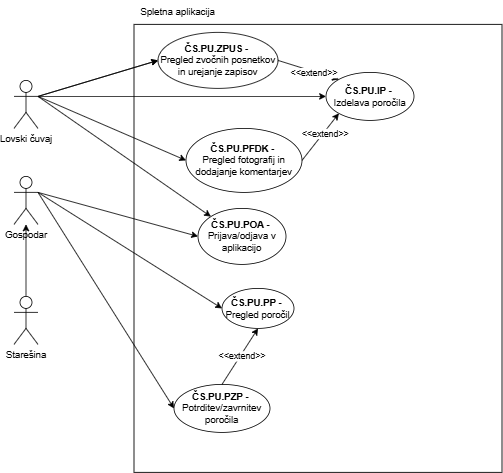 Spletna aplikacija
ČS.PU.ZPUS -
Pregled zvočnih posnetkov
in urejanje zapisov
<<extend>>
ČS.PU.IP -
Izdelava poročila
<<extend>>
Lovski čuvaj
ČS.PU.PFDK -
Pregled fotografij in
dodajanje komentarjev
ČS.PU.POA -
Prijava/odjava v
aplikacijo
Gospodar
ČS.PU.PP -
Pregled poročil
Starešina
<<extend>>
ČS.PU.PZP -
Potrditev/zavrnitev
poročila